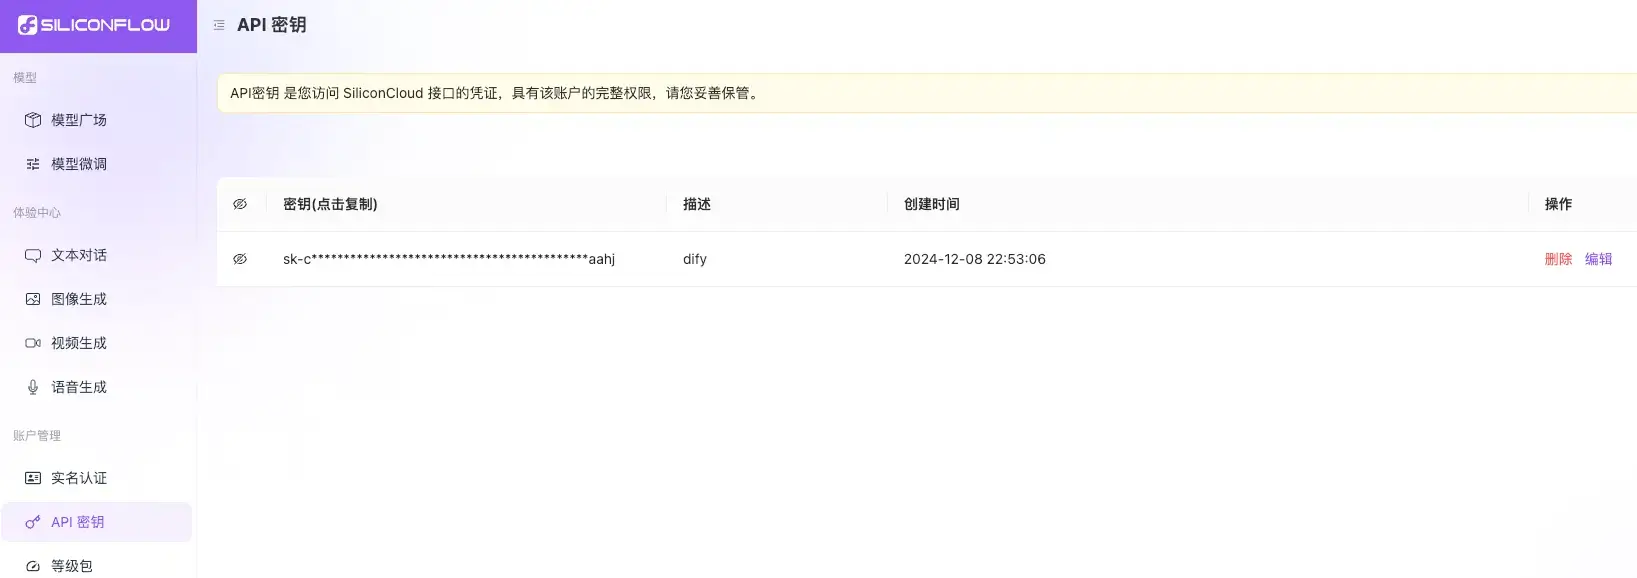 SILICONFLOW
API 密钥
模型
模型广场
模型微调
体验中心
文本对话
图像生成
视频生成
语音生成
账户管理
实名认证
API 密钥
等级包
API密钥 是您访问 SiliconCloud 接口的凭证，具有该账户的完整权限，请您妥善保管。
密钥(点击复制) 描述 创建时间 操作
sk-c*******************************************aahj dify 2024-12-08 22:53:06 删除 编辑